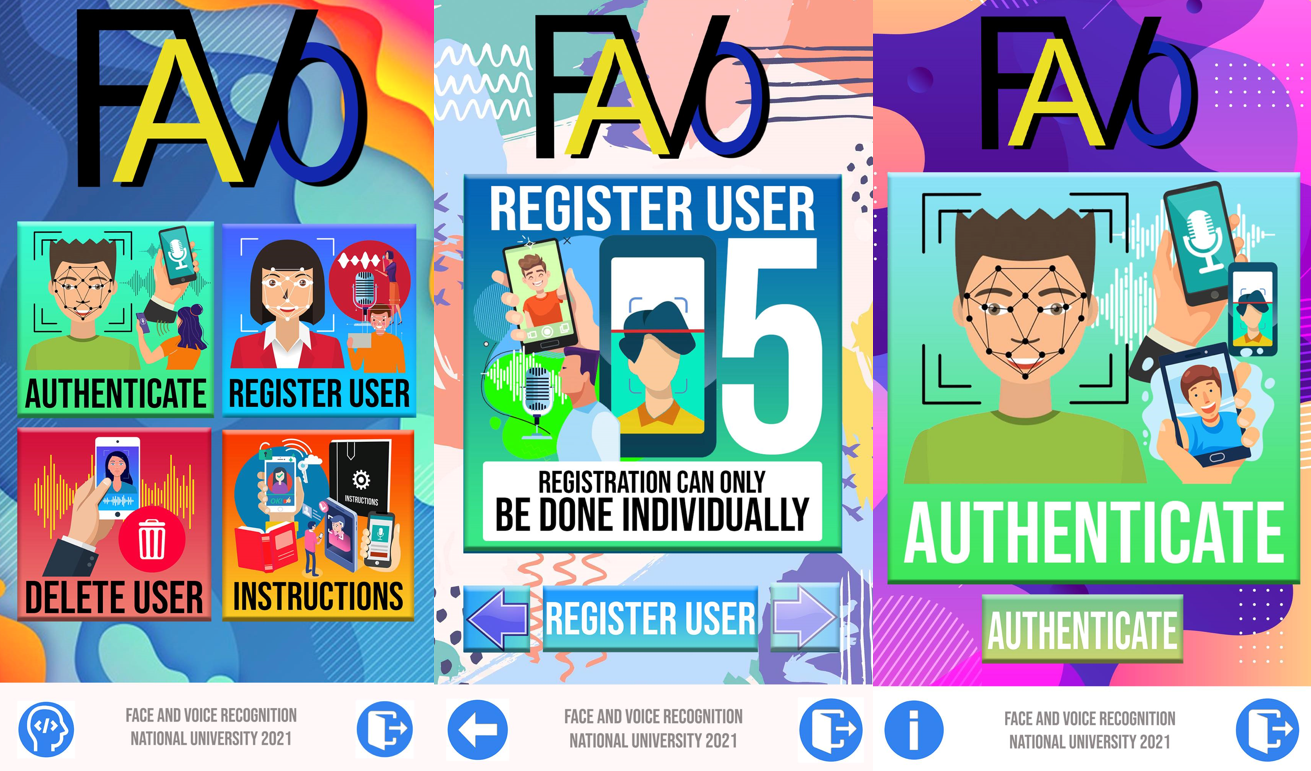 FAVo
AUTHENTICATE
REGISTER USER
INSTRUCTIONS
DELETE USER
INSTRUCTIONS
FACE AND VOICE RECOGNITION
NATIONAL UNIVERSITY 2021
FAVo
REGISTER USER
5
REGISTRATION CAN ONLY
BE DONE INDIVIDUALLY
REGISTER USER
FACE AND VOICE RECOGNITION
NATIONAL UNIVERSITY 2021
FAVo
AUTHENTICATE
AUTHENTICATE
i
FACE AND VOICE RECOGNITION
NATIONAL UNIVERSITY 2021